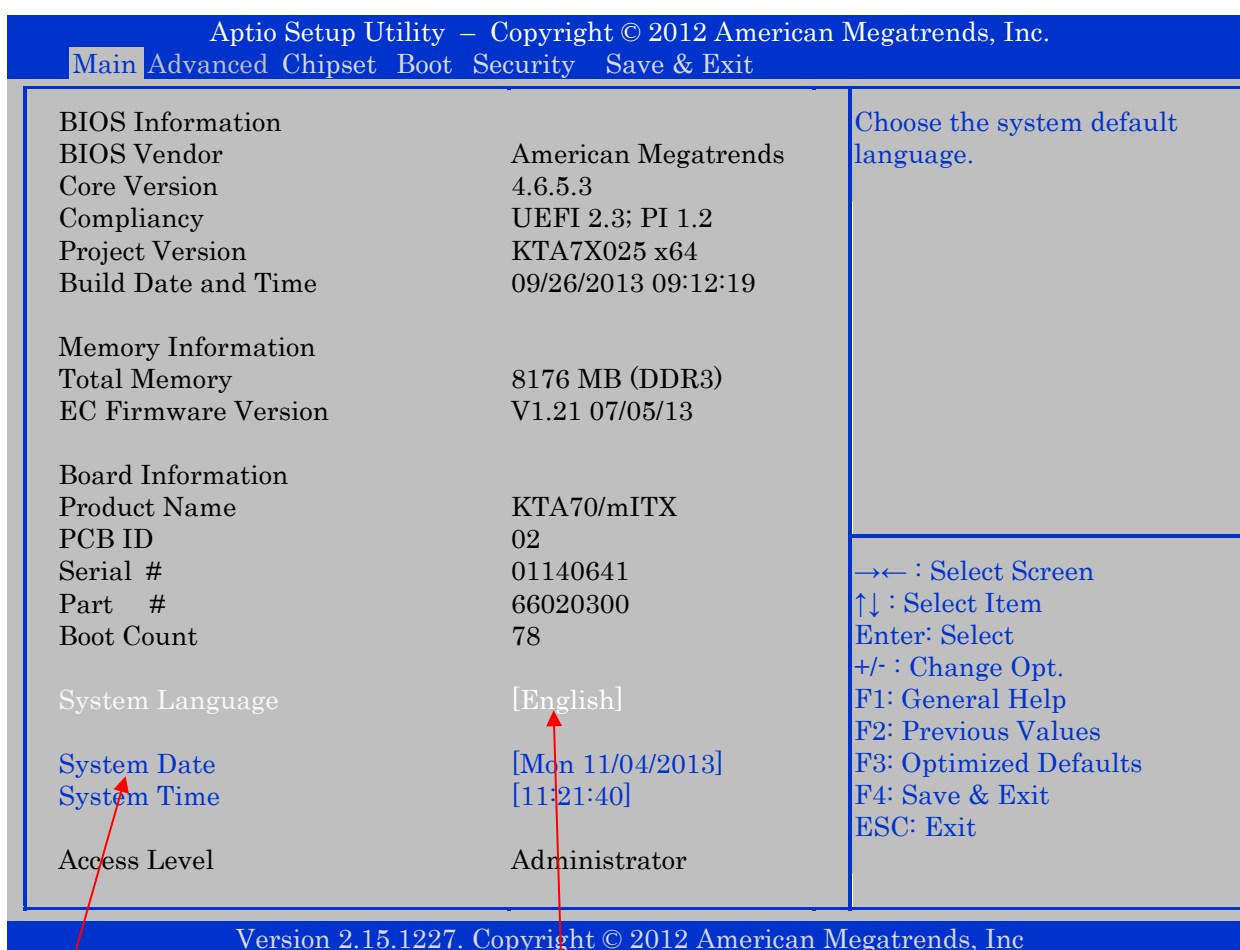 Aptio Setup Utility – Copyright © 2012 American Megatrends, Inc.
Main Advanced Chipset Boot Security Save & Exit
BIOS Information
BIOS Vendor American Megatrends
Core Version 4.6.5.3
Compliancy UEFI 2.3; PI 1.2
Project Version KTA7X025 x64
Build Date and Time 09/26/2013 09:12:19
Memory Information
Total Memory 8176 MB (DDR3)
EC Firmware Version V1.21 07/05/13
Board Information
Product Name KTA70/mITX
PCB ID 02
Serial # 01140641
Part # 66020300
Boot Count 78
System Language [English]
System Date [Mon 11/04/2013]
System Time [11:21:40]
Access Level Administrator
Choose the system default
language.
→← : Select Screen
↑↓ : Select Item
Enter: Select
+/- : Change Opt.
F1: General Help
F2: Previous Values
F3: Optimized Defaults
F4: Save & Exit
ESC: Exit
Version 2.15.1227. Copyright © 2012 American Megatrends, Inc